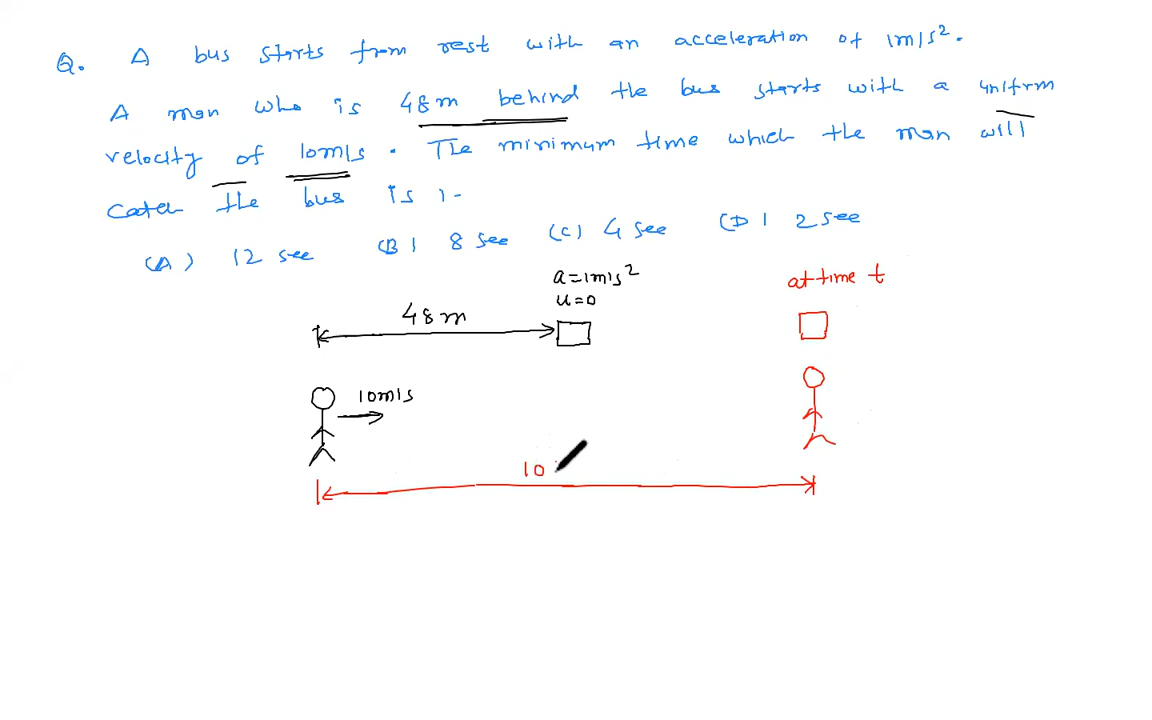 Q. A bus starts from rest with an acceleration of 1m/s².
A man who is 48m behind the bus starts with a unifrm
velocity of 10m/s. The minimum time which the man will
catch the bus is :-
(A) 12 sec (B) 8 sec (C) 4 sec (D) 2 sec
a=1m/s²
u=0
at time t
48m
10m/s
10